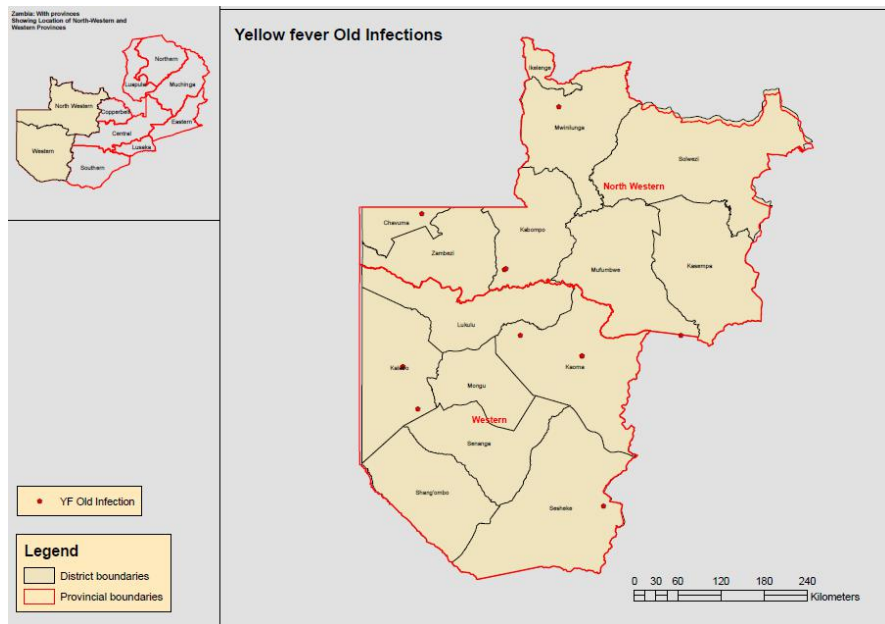 Zambia: With provinces
Showing Location of North-Western and
Western Provinces
Northern
Luapula
Muchinga
North Western
Copperbelt
Eastern
Central
Western
Lusaka
Southern
Yellow fever Old Infections
Ikelenge
Mwinilunga
Solwezi
North Western
Chavuma
Kabompo
Zambezi
Mufumbwe
Kasempa
Lukulu
Kalabo
Kaoma
Mongu
Western
Senanga
Shang'ombo
Sesheke
YF Old Infection
Legend
District boundaries
Provincial boundaries
0 30 60 120 180 240
Kilometers